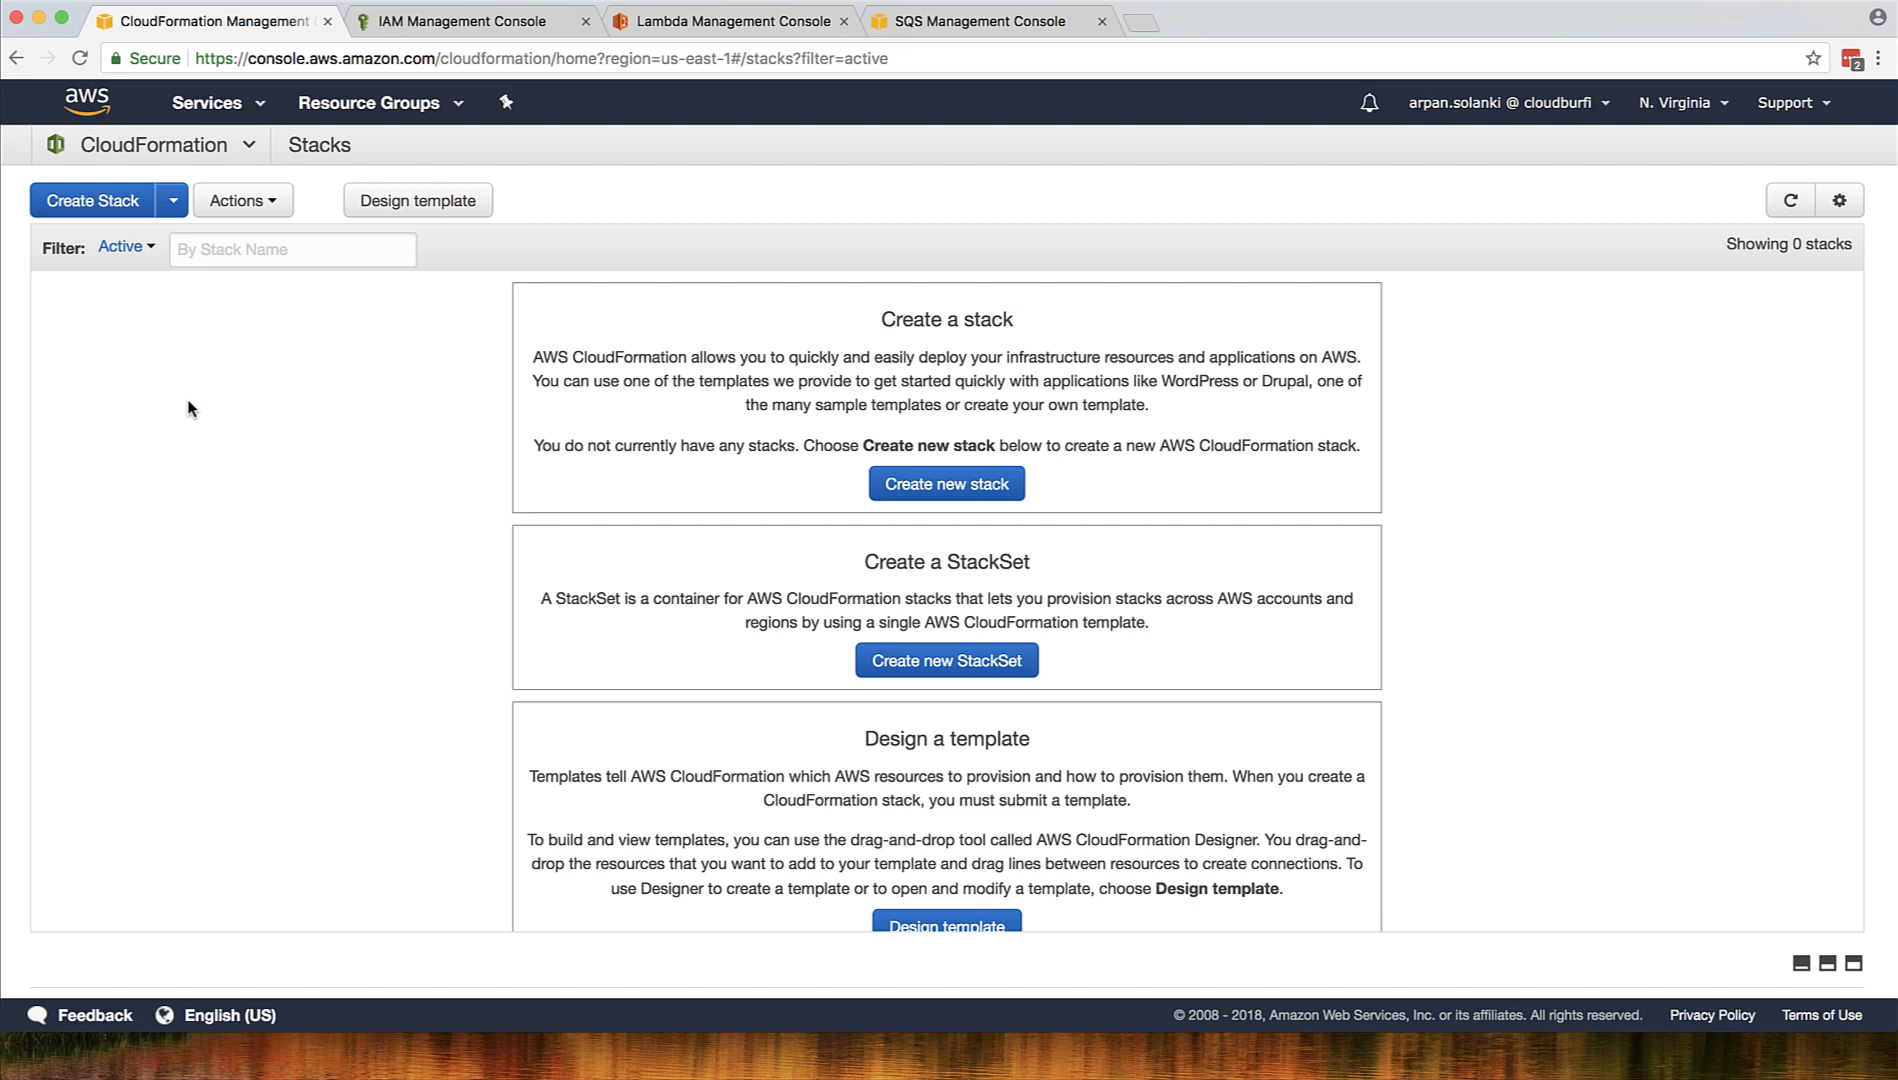 CloudFormation Management C
IAM Management Console
Lambda Management Console
SQS Management Console
Secure
https://console.aws.amazon.com/cloudformation/home?region=us-east-1#/stacks?filter=active
2
aws
Services
Resource Groups
arpan.solanki @ cloudburfi
N. Virginia
Support
CloudFormation
Stacks
Create Stack
Actions
Design template
Filter:
Active
By Stack Name
Showing 0 stacks
Create a stack
AWS CloudFormation allows you to quickly and easily deploy your infrastructure resources and applications on AWS.
You can use one of the templates we provide to get started quickly with applications like WordPress or Drupal, one of
the many sample templates or create your own template.
You do not currently have any stacks. Choose Create new stack below to create a new AWS CloudFormation stack.
Create new stack
Create a StackSet
A StackSet is a container for AWS CloudFormation stacks that lets you provision stacks across AWS accounts and
regions by using a single AWS CloudFormation template.
Create new StackSet
Design a template
Templates tell AWS CloudFormation which AWS resources to provision and how to provision them. When you create a
CloudFormation stack, you must submit a template.
To build and view templates, you can use the drag-and-drop tool called AWS CloudFormation Designer. You drag-and-
drop the resources that you want to add to your template and drag lines between resources to create connections. To
use Designer to create a template or to open and modify a template, choose Design template.
Design template
Feedback
English (US)
© 2008 - 2018, Amazon Web Services, Inc. or its affiliates. All rights reserved.
Privacy Policy
Terms of Use